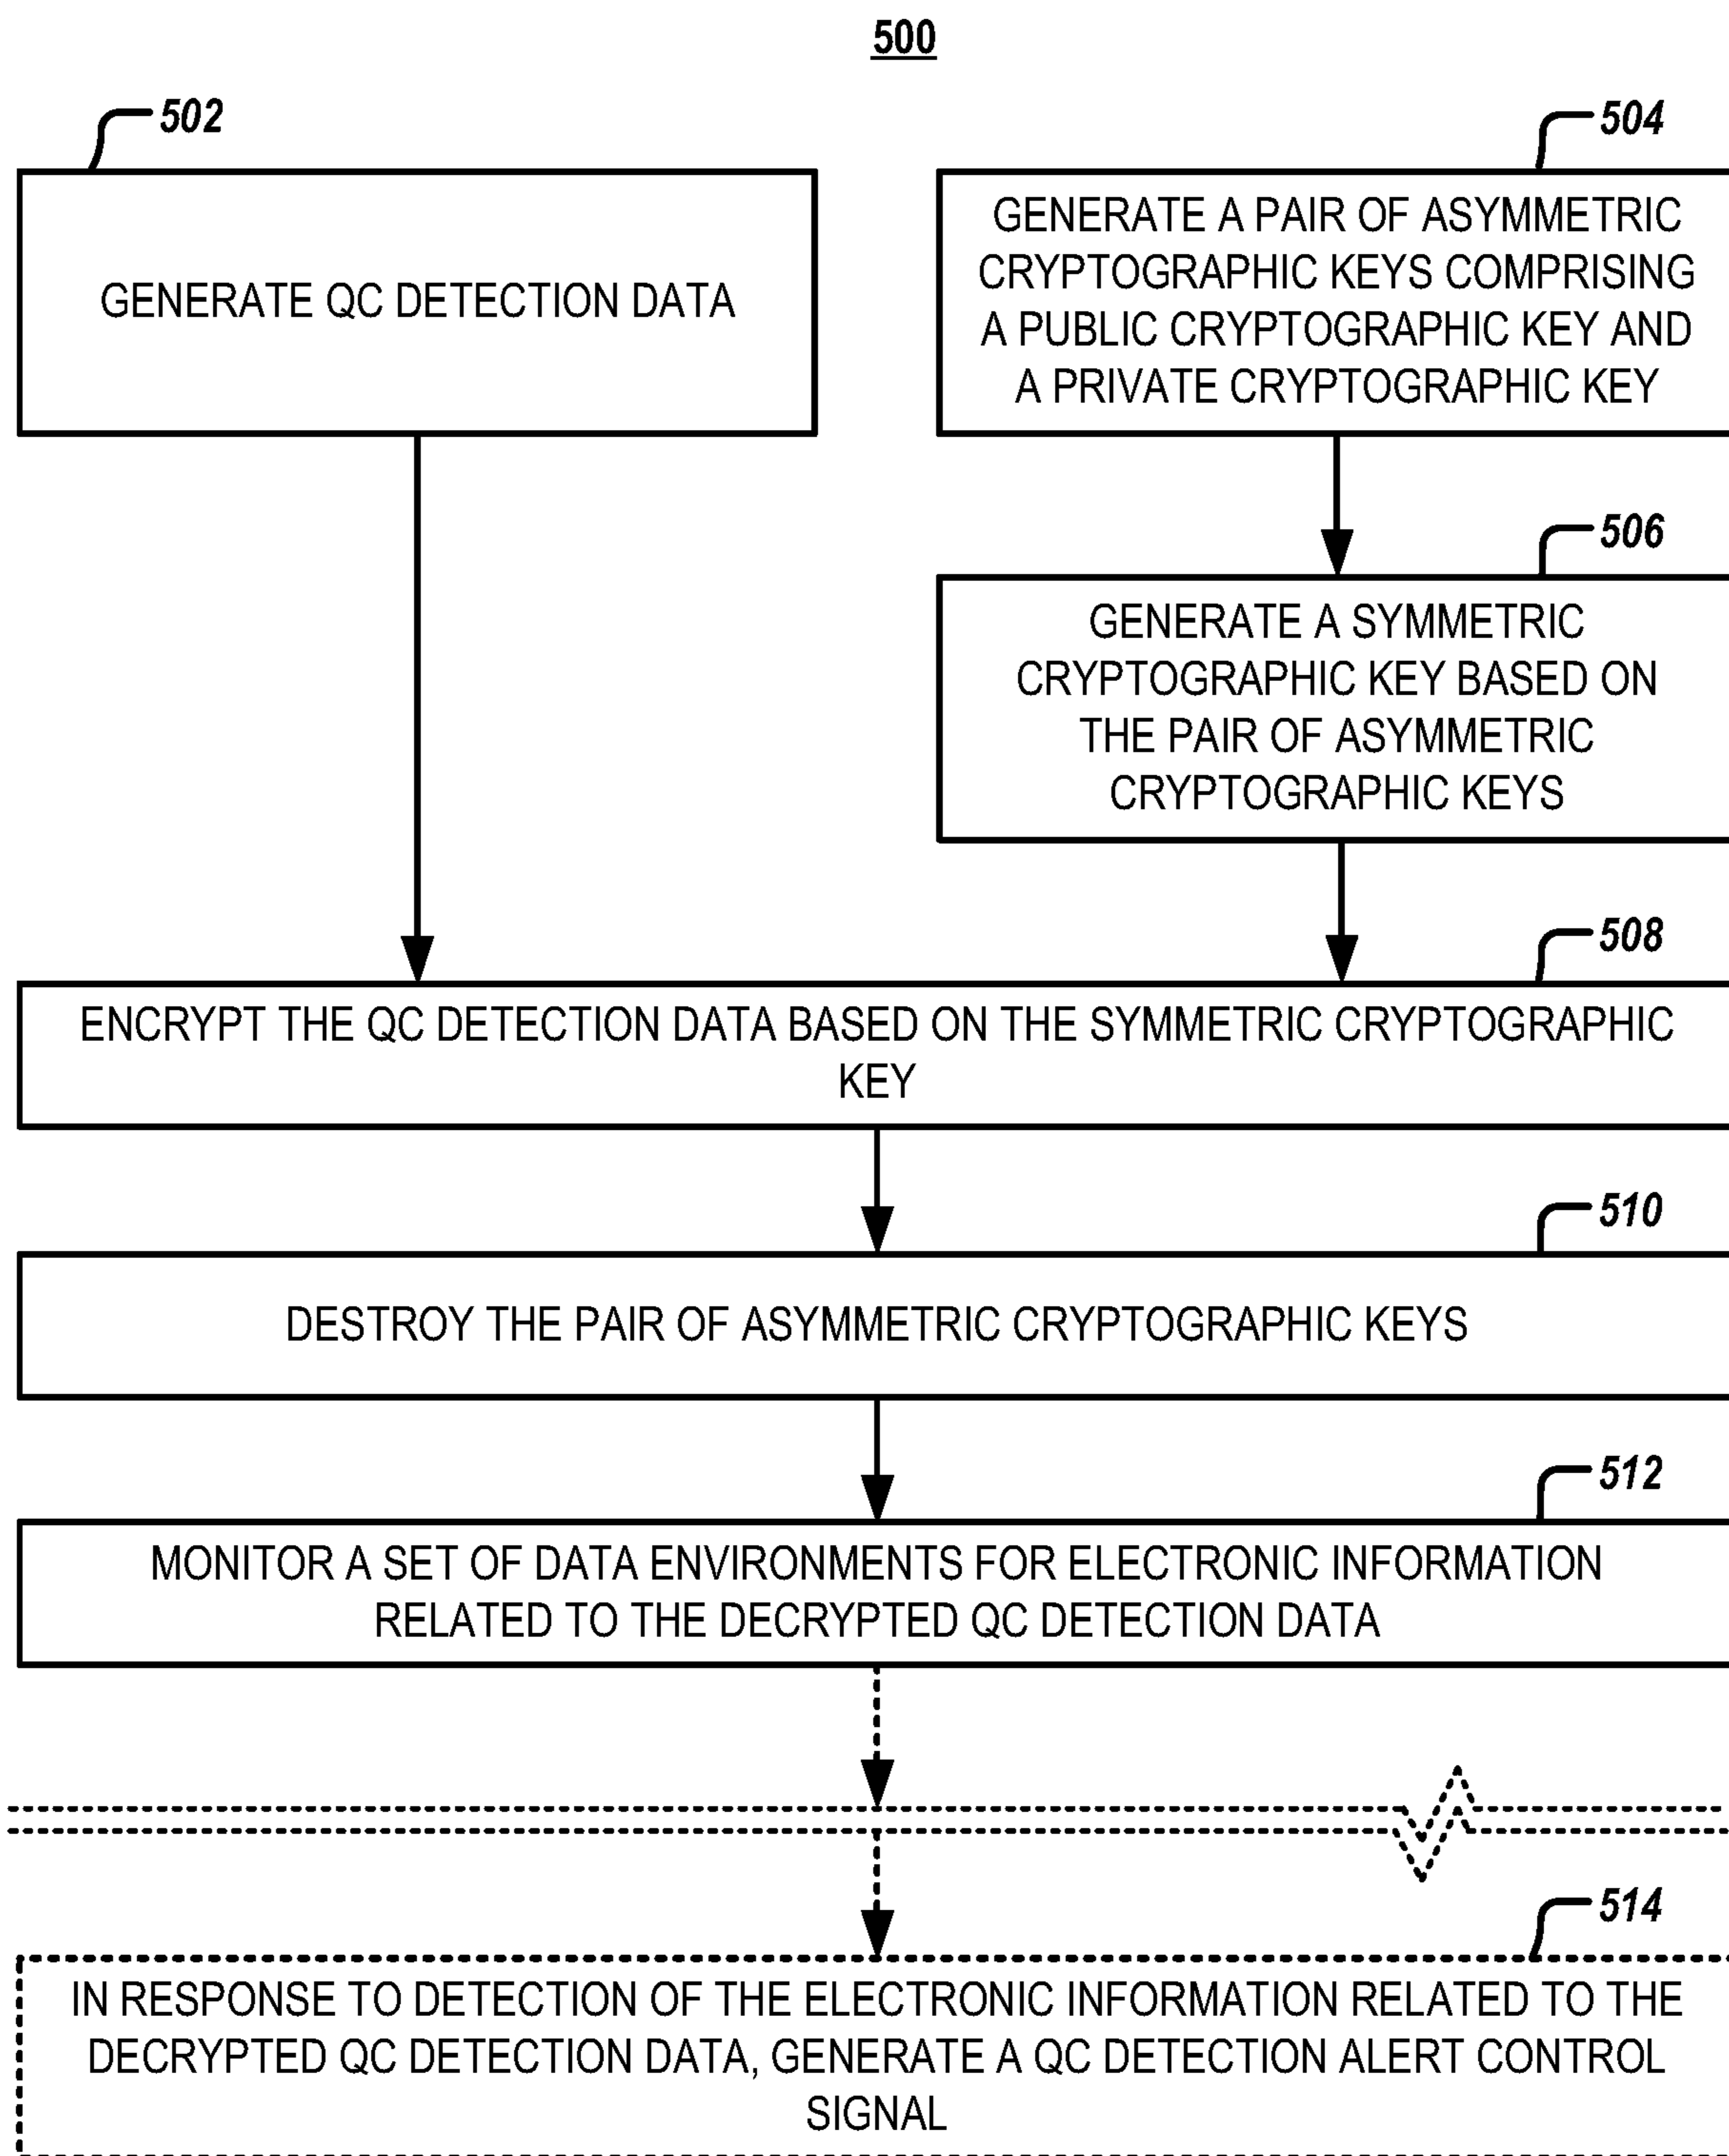 500
502
GENERATE QC DETECTION DATA
504
GENERATE A PAIR OF ASYMMETRIC
CRYPTOGRAPHIC KEYS COMPRISING
A PUBLIC CRYPTOGRAPHIC KEY AND
A PRIVATE CRYPTOGRAPHIC KEY
506
GENERATE A SYMMETRIC
CRYPTOGRAPHIC KEY BASED ON
THE PAIR OF ASYMMETRIC
CRYPTOGRAPHIC KEYS
508
ENCRYPT THE QC DETECTION DATA BASED ON THE SYMMETRIC CRYPTOGRAPHIC
KEY
510
DESTROY THE PAIR OF ASYMMETRIC CRYPTOGRAPHIC KEYS
512
MONITOR A SET OF DATA ENVIRONMENTS FOR ELECTRONIC INFORMATION
RELATED TO THE DECRYPTED QC DETECTION DATA
514
IN RESPONSE TO DETECTION OF THE ELECTRONIC INFORMATION RELATED TO THE
DECRYPTED QC DETECTION DATA, GENERATE A QC DETECTION ALERT CONTROL
SIGNAL